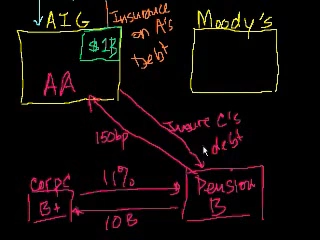 AIG
Insurance
on A's
Debt
Moody's
$1B
AA
Insure C's
debt
150bp
Corp C
B+
11%
10B
Pension
B